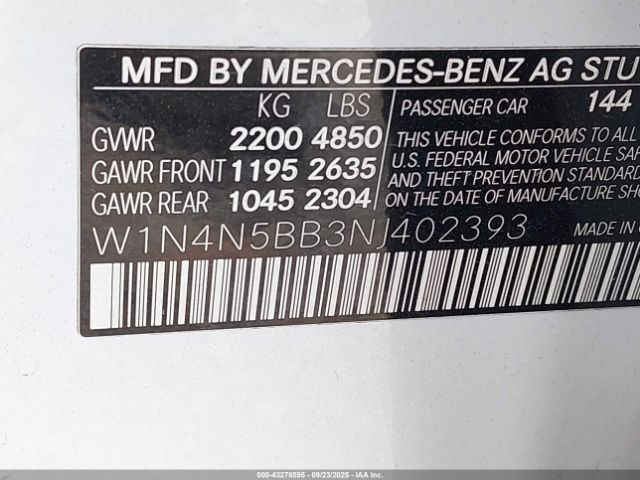 MFD BY MERCEDES-BENZ AG STU
KG LBS
GVWR 2200 4850
GAWR FRONT 1195 2635
GAWR REAR 1045 2304
PASSENGER CAR 144
THIS VEHICLE CONFORMS TO ALL
U.S. FEDERAL MOTOR VEHICLE SAF
AND THEFT PREVENTION STANDARD
ON THE DATE OF MANUFACTURE SH
W1N4N5BB3NJ402393
MADE IN
000-43278595 - 09/23/2025 - IAA, Inc.